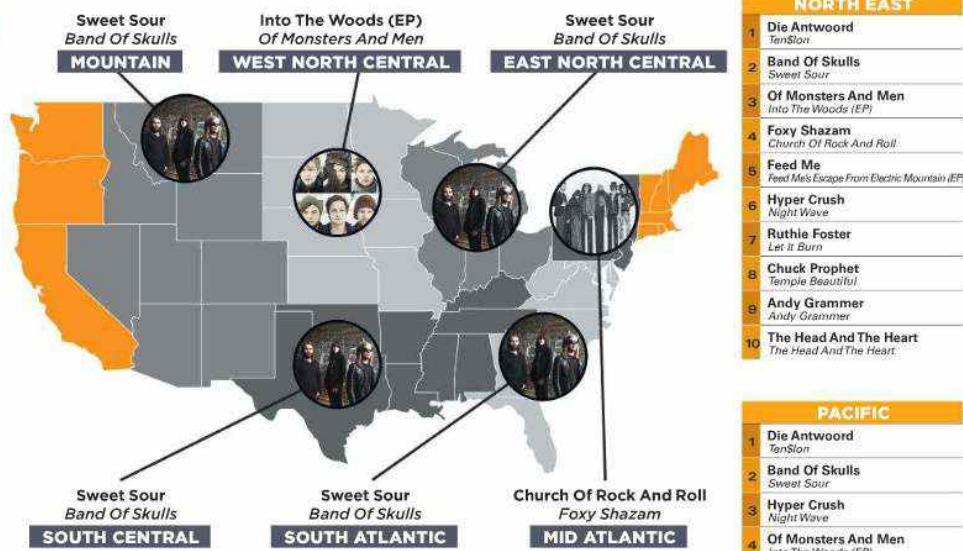 Sweet Sour
Band Of Skulls
MOUNTAIN
Into The Woods (EP)
Of Monsters And Men
WEST NORTH CENTRAL
Sweet Sour
Band Of Skulls
EAST NORTH CENTRAL
Sweet Sour
Band Of Skulls
SOUTH CENTRAL
Sweet Sour
Band Of Skulls
SOUTH ATLANTIC
Church Of Rock And Roll
Foxy Shazam
MID ATLANTIC
NORTH EAST
1 Die Antwoord
Ten$Ion
2 Band Of Skulls
Sweet Sour
3 Of Monsters And Men
Into The Woods (EP)
4 Foxy Shazam
Church Of Rock And Roll
5 Feed Me
Feed Me's Escape From Electric Mountain (EP)
6 Hyper Crush
Night Wave
7 Ruthie Foster
Let It Burn
8 Chuck Prophet
Temple Beautiful
9 Andy Grammer
Andy Grammer
10 The Head And The Heart
The Head And The Heart
PACIFIC
1 Die Antwoord
Ten$Ion
2 Band Of Skulls
Sweet Sour
3 Hyper Crush
Night Wave
4 Of Monsters And Men
Into The Woods (EP)